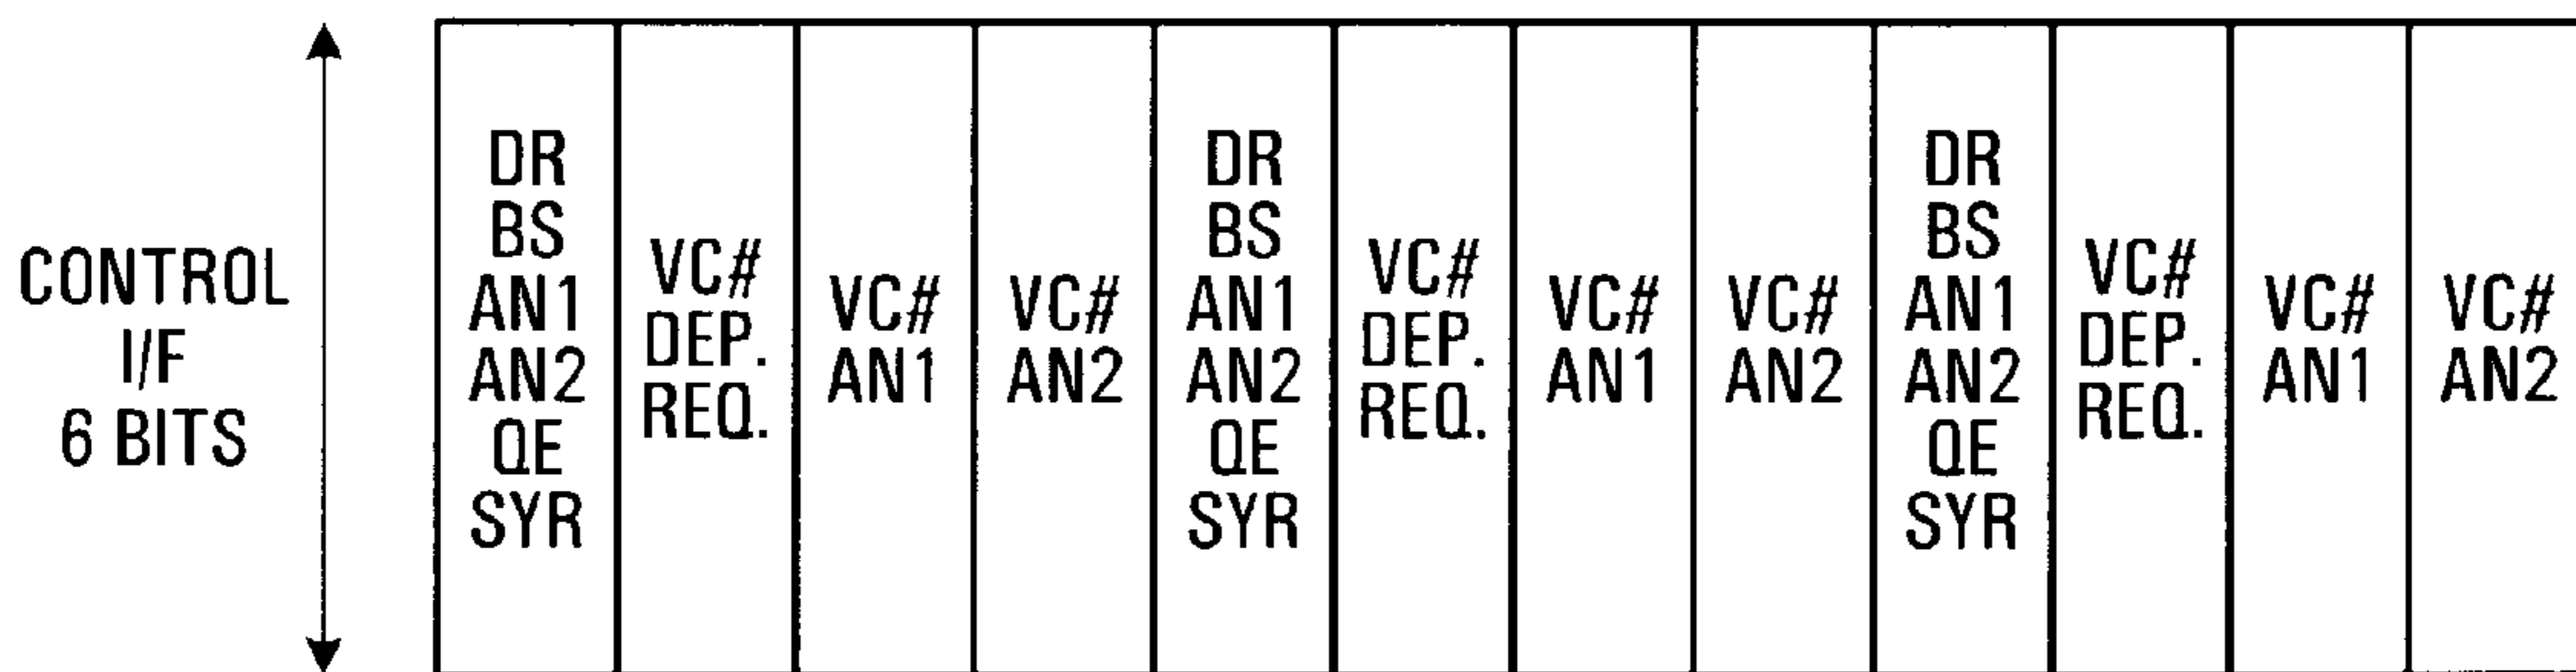 CONTROL
I/F
6 BITS
DR
BS
AN1
AN2
QE
SYR
VC#
DEP.
REQ.
VC#
AN1
VC#
AN2
DR
BS
AN1
AN2
QE
SYR
VC#
DEP.
REQ.
VC#
AN1
VC#
AN2
DR
BS
AN1
AN2
QE
SYR
VC#
DEP.
REQ.
VC#
AN1
VC#
AN2